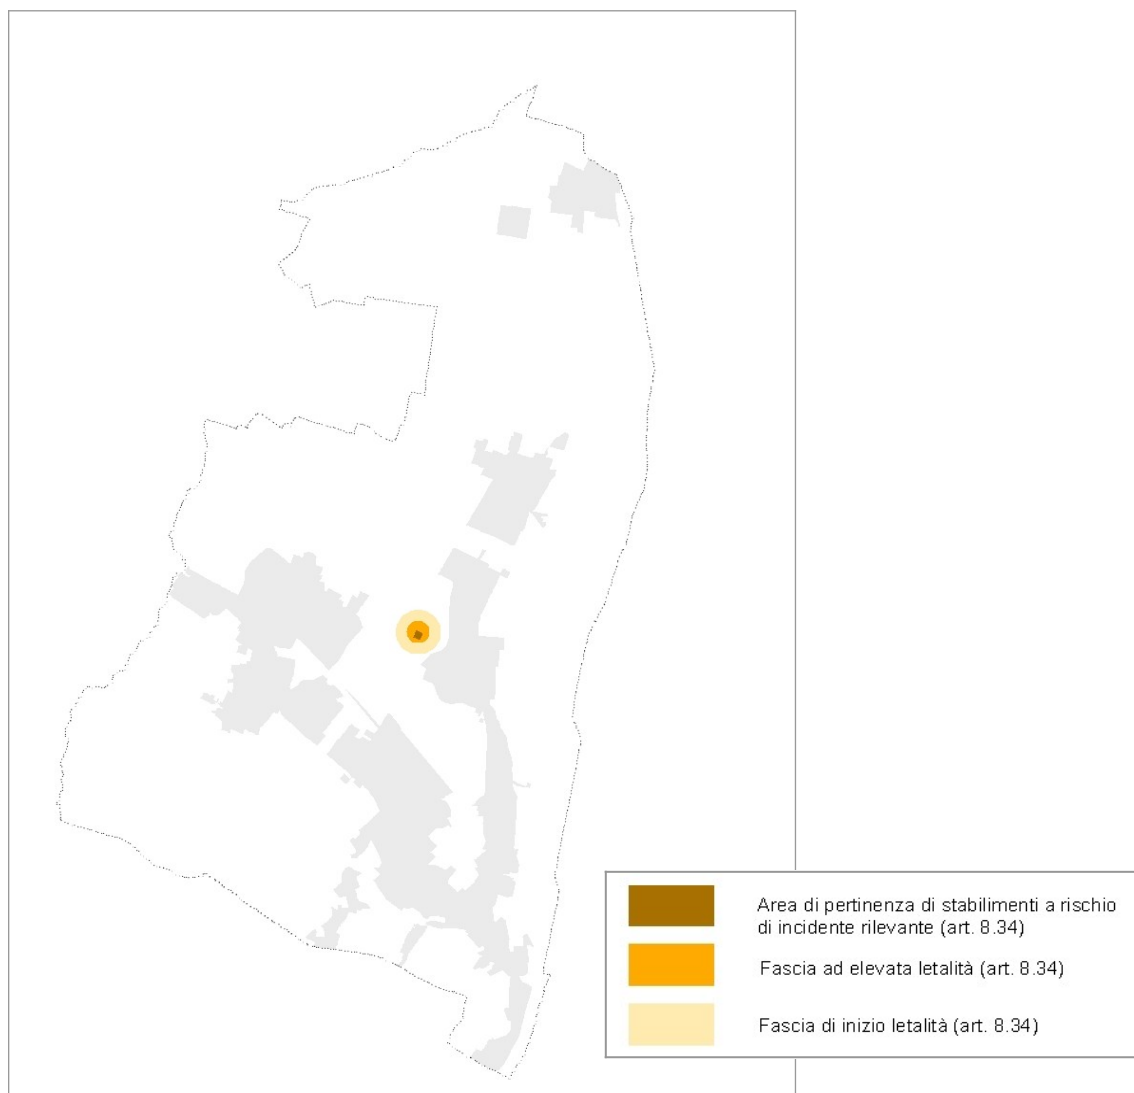 Area di pertinenza di stabilimenti a rischio
di incidente rilevante (art. 8.34)
Fascia ad elevata letalità (art. 8.34)
Fascia di inizio letalità (art. 8.34)